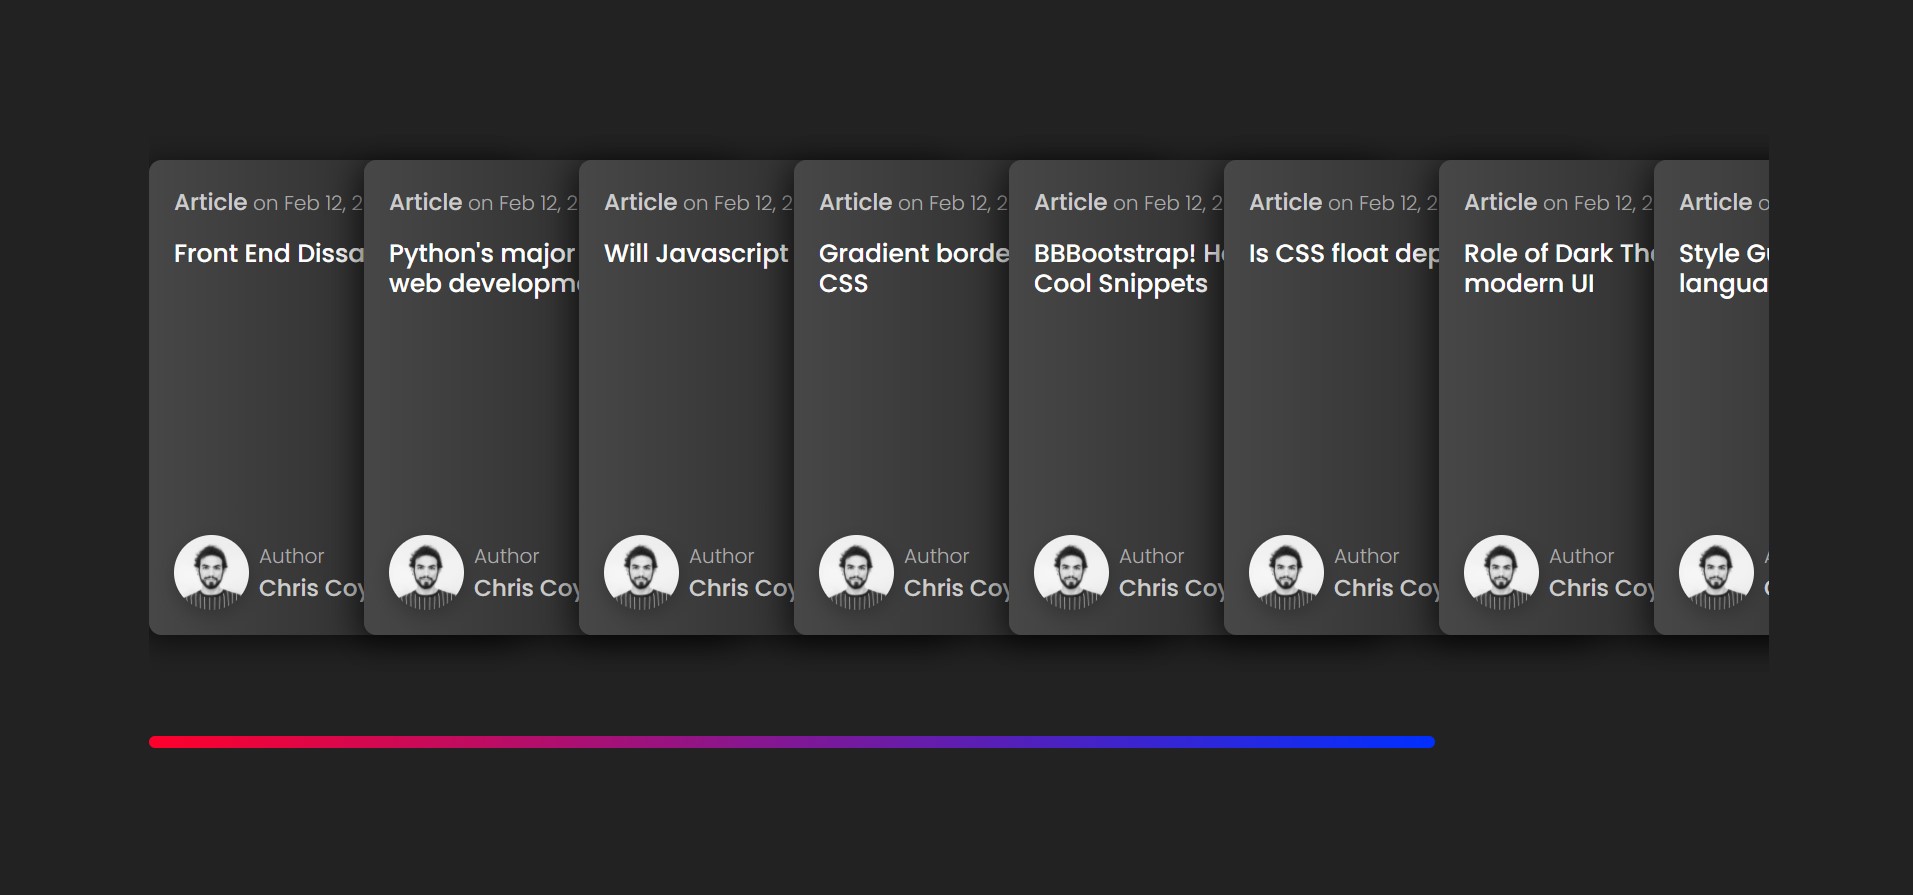 Article on Feb 12, 2
Front End Dissa
Author
Chris Coy
Article on Feb 12, 2
Python's major
web developm
Author
Chris Coy
Article on Feb 12, 2
Will Javascript
Author
Chris Coy
Article on Feb 12, 2
Gradient borde
CSS
Author
Chris Coy
Article on Feb 12, 2
BBBootstrap! H
Cool Snippets
Author
Chris Coy
Article on Feb 12, 2
Is CSS float dep
Author
Chris Coy
Article on Feb 12, 2
Role of Dark Th
modern UI
Author
Chris Coy
Article
Style Gu
langua